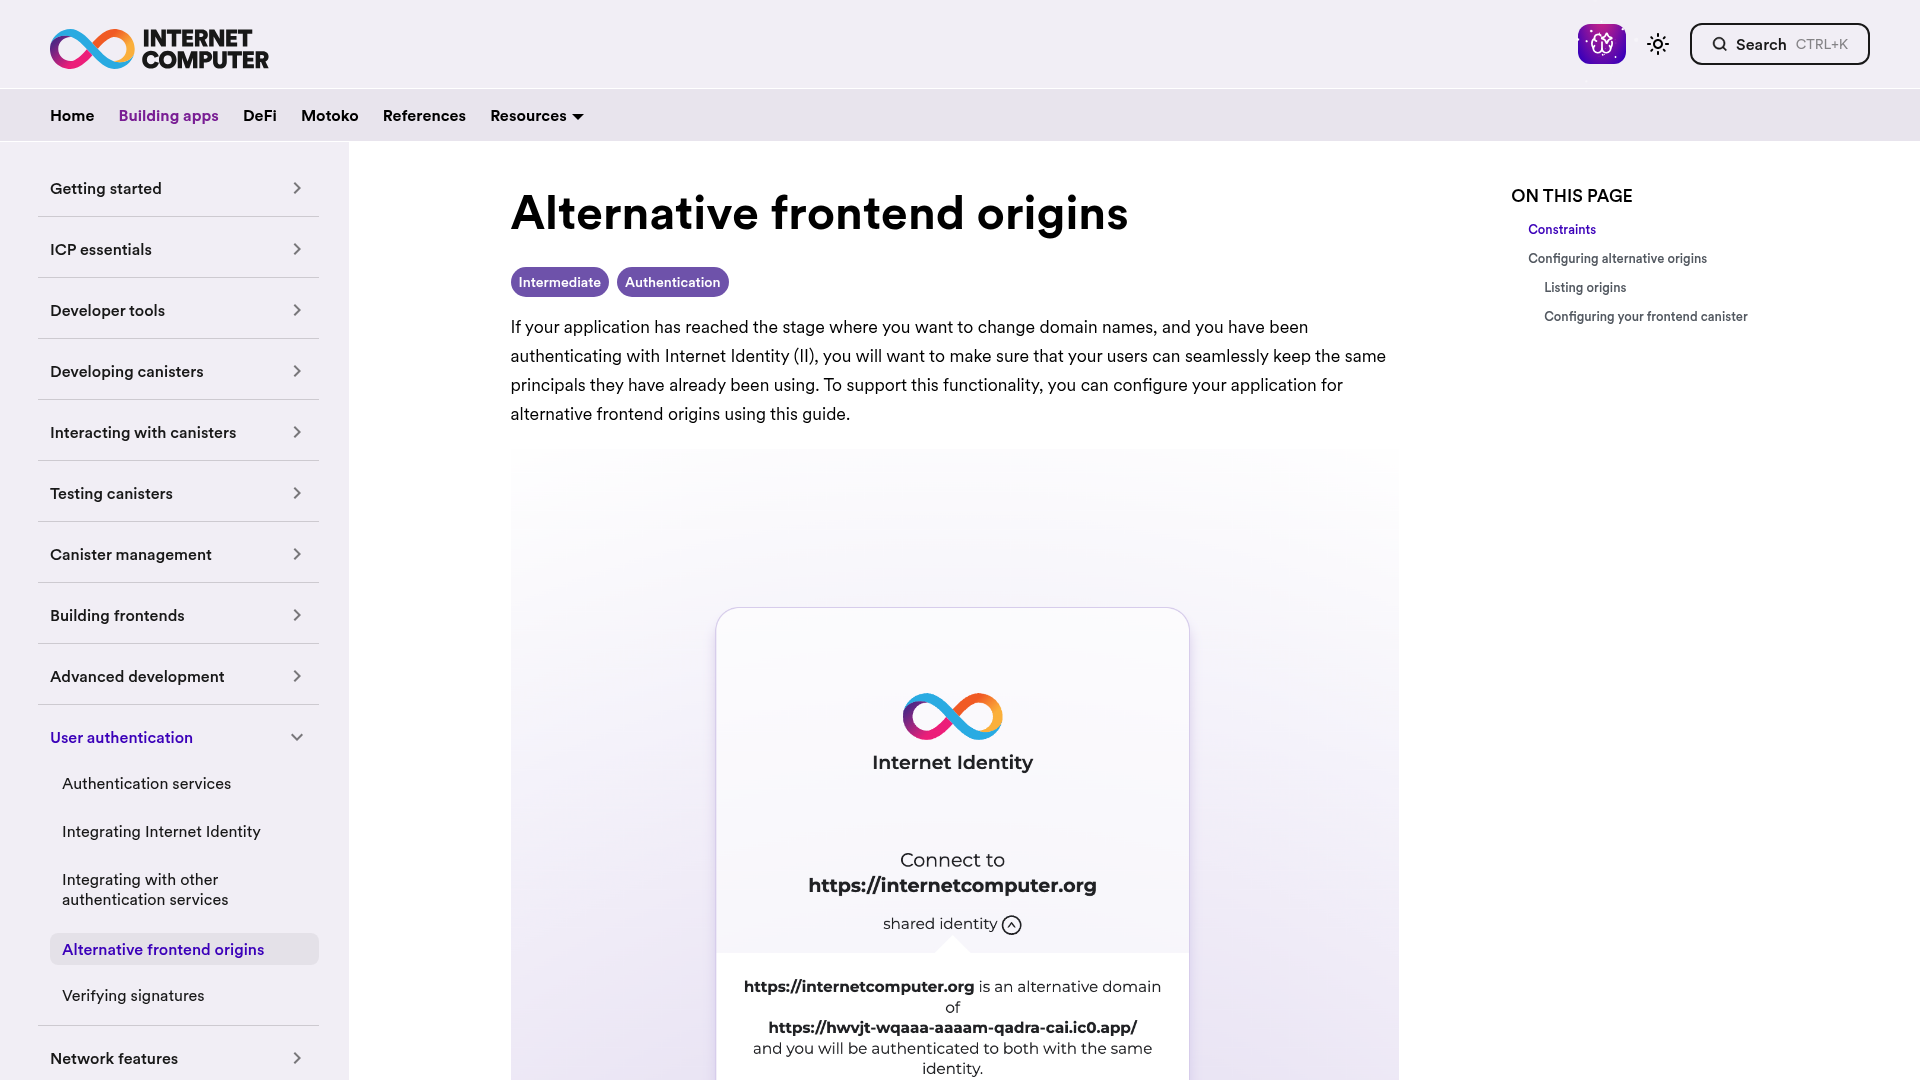 INTERNET
COMPUTER
Search CTRL+K
Home Building apps DeFi Motoko References Resources
Getting started
ICP essentials
Developer tools
Developing canisters
Interacting with canisters
Testing canisters
Canister management
Building frontends
Advanced development
User authentication
Authentication services
Integrating Internet Identity
Integrating with other
authentication services
Alternative frontend origins
Verifying signatures
Network features
Alternative frontend origins
Intermediate Authentication
If your application has reached the stage where you want to change domain names, and you have been
authenticating with Internet Identity (II), you will want to make sure that your users can seamlessly keep the same
principals they have already been using. To support this functionality, you can configure your application for
alternative frontend origins using this guide.
Internet Identity
Connect to
https://internetcomputer.org
shared identity
https://internetcomputer.org is an alternative domain
of
https://hwvjt-wqaaa-aaaam-qadra-cai.ic0.app/
and you will be authenticated to both with the same
identity.
ON THIS PAGE
Constraints
Configuring alternative origins
Listing origins
Configuring your frontend canister